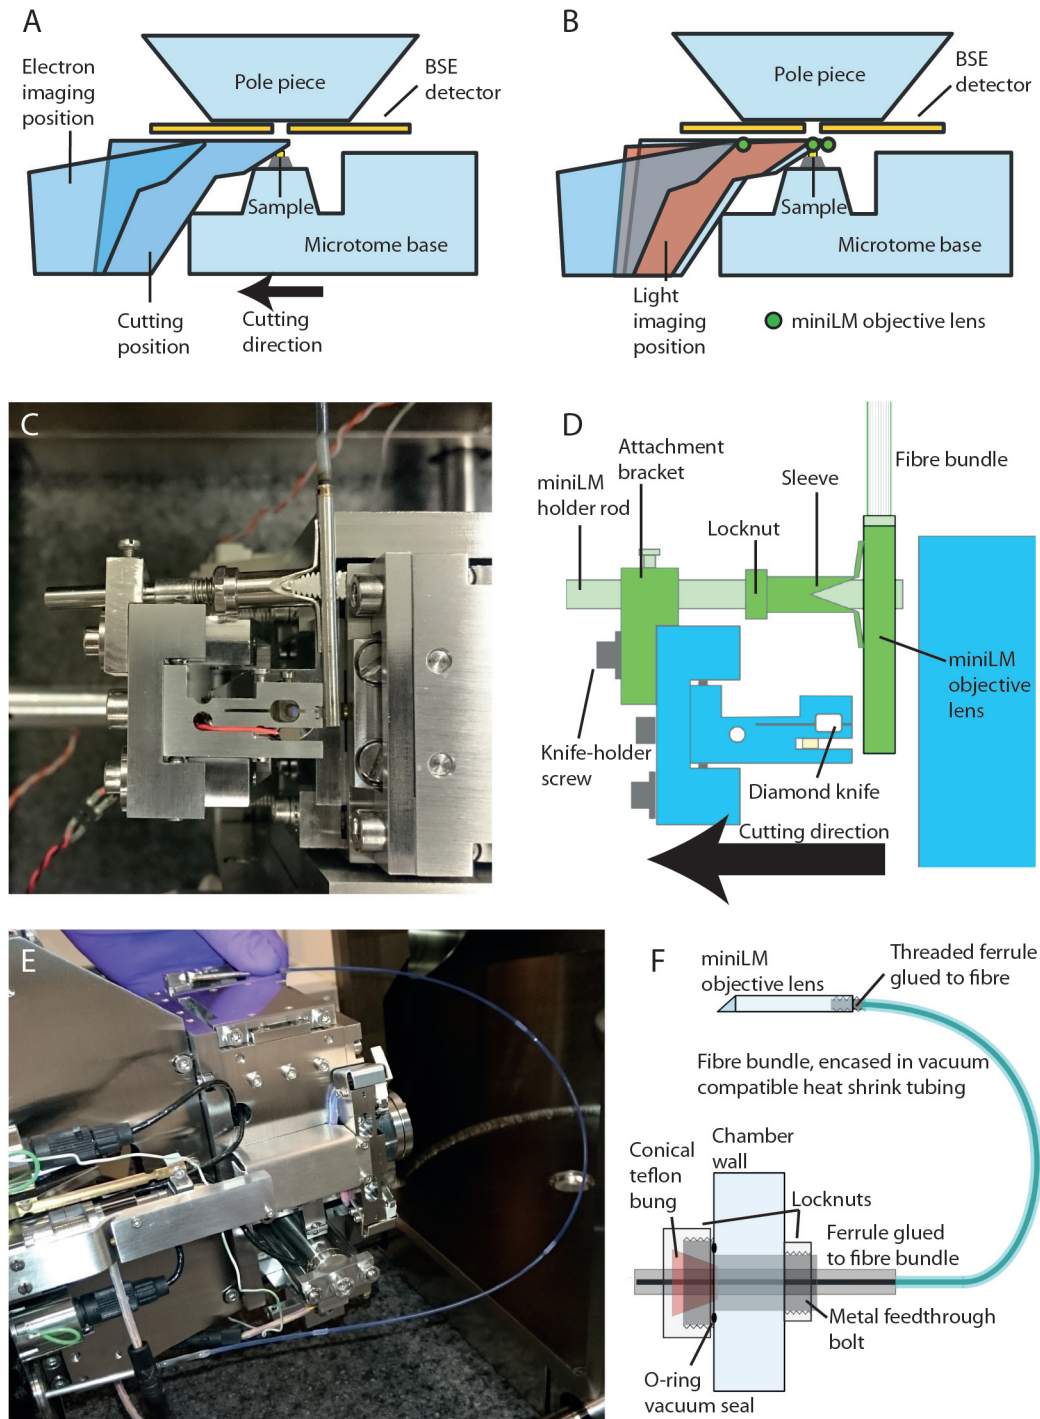 A
Electron
imaging
position
Pole piece
BSE
detector
Sample
Microtome base
Cutting
position
Cutting
direction
B
Pole piece
BSE
detector
Sample
Microtome base
Light
imaging
position
miniLM objective lens
C
D
Attachment
bracket
miniLM
holder rod
Sleeve
Fibre bundle
Locknut
miniLM
objective
lens
Knife-holder
screw
Diamond knife
Cutting direction
E
F
miniLM
objective lens
Threaded ferrule
glued to fibre
Fibre bundle, encased in vacuum
compatible heat shrink tubing
Conical
teflon
bung
Chamber
wall
Locknuts
Ferrule glued
to fibre bundle
Metal feedthrough
bolt
O-ring
vacuum seal